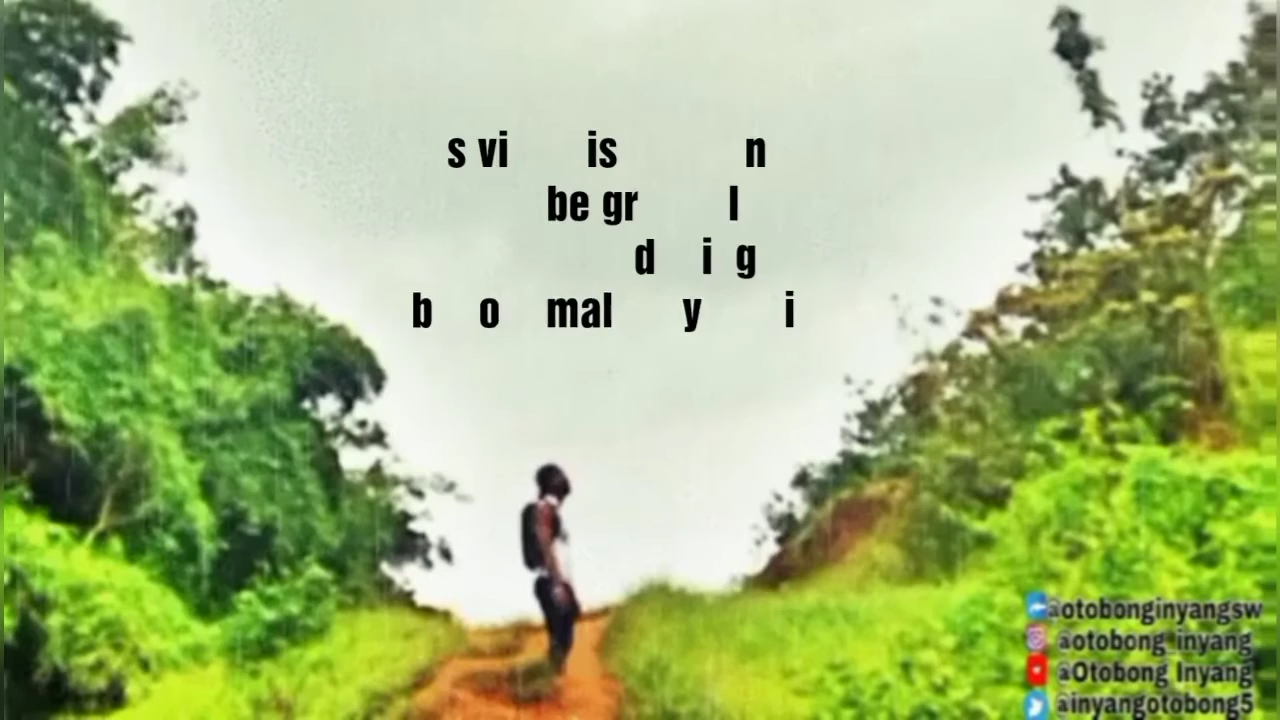 s vi is n
be gr l
d i g
b o mal y i
@otobonginyangsw
@otobong_inyang
@Otobong Inyang
@inyangotobong5